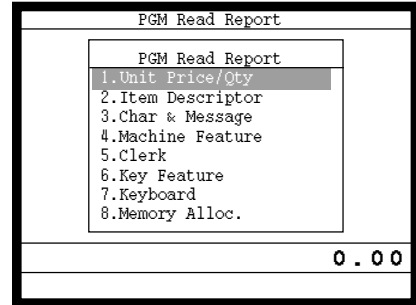 PGM Read Report
PGM Read Report
1.Unit Price/Qty
2.Item Descriptor
3.Char & Message
4.Machine Feature
5.Clerk
6.Key Feature
7.Keyboard
8.Memory Alloc.
0.00